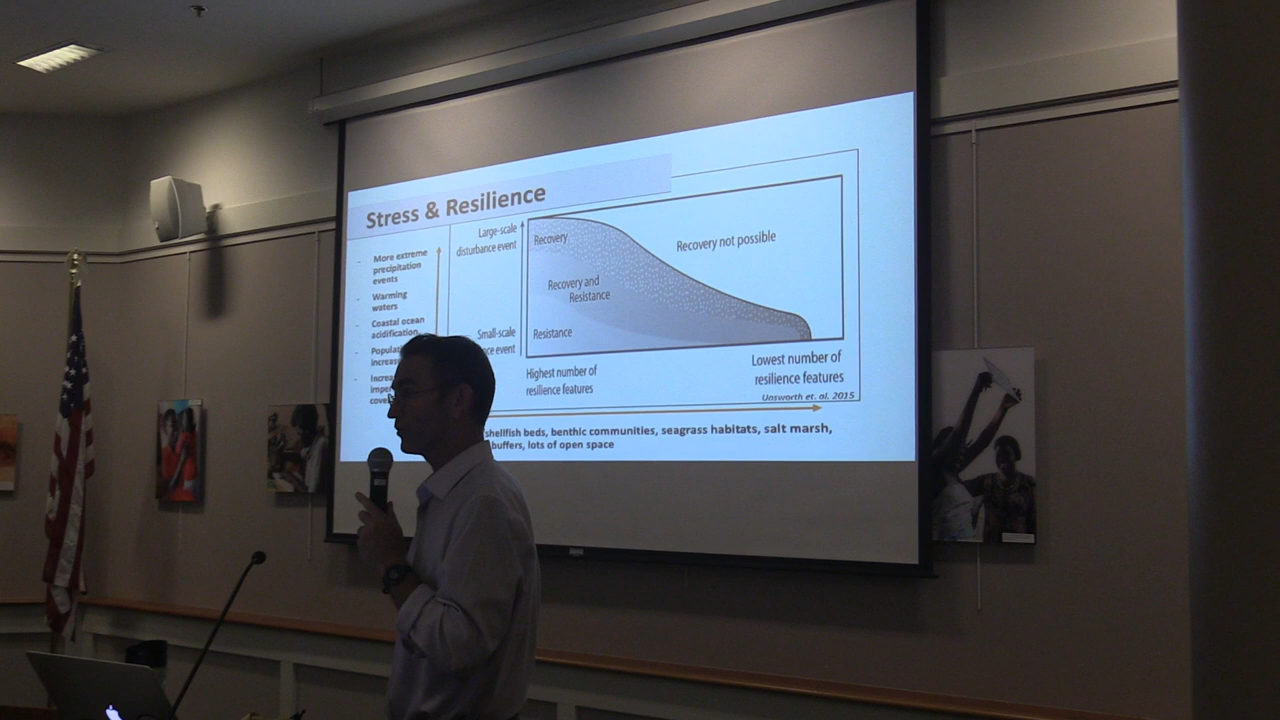 Stress & Resilience
- More extreme
precipitation
events
- Warming
waters
- Coastal ocean
acidification
Large-scale
disturbance event
Small-scale
event
Recovery
Recovery and
Resistance
Resistance
Recovery not possible
Highest number of
resilience features
Lowest number of
resilience features
Unsworth et. al. 2015
shellfish beds, benthic communities, seagrass habitats, salt marsh,
buffers, lots of open space